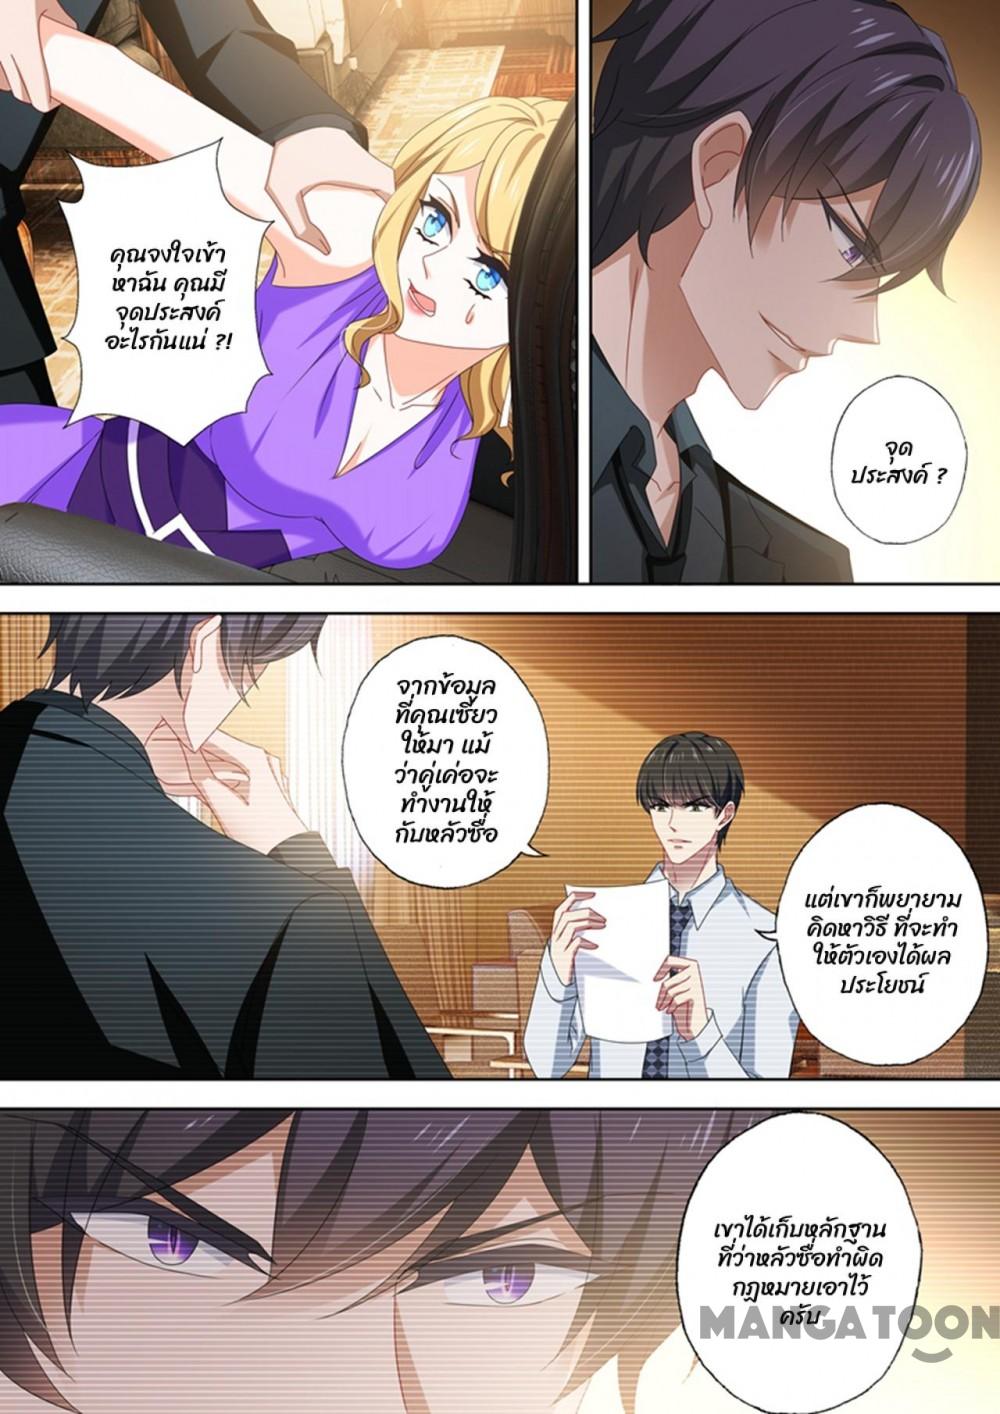 คุณจงใจเข้า
หาฉัน คุณมี
จุดประสงค์
อะไรกันแน่ ?!
จุด
ประสงค์ ?
จากข้อมูล
ที่คุณเซียว
ให้มา แม้
ว่าคู่เค่อจะ
ทำงานให้
กับหลัวซื่อ
แต่เขาก็พยายาม
คิดหาวิธี ที่จะทำ
ให้ตัวเองได้ผล
ประโยชน์
เขาได้เก็บหลักฐาน
ที่ว่าหลัวซื่อทำผิด
กฎหมายเอาไว้
ครับ
MANGATOON